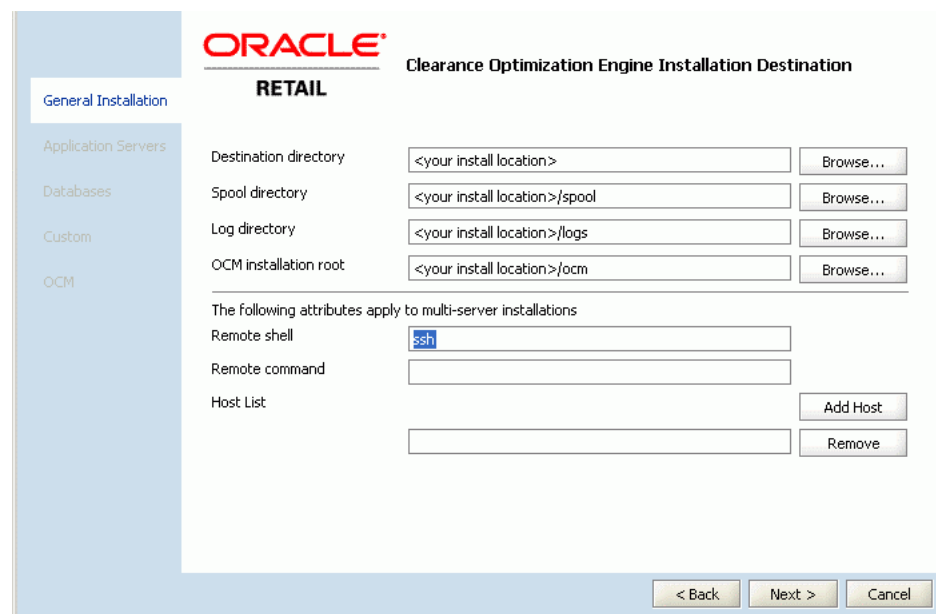 ORACLE®
RETAIL
Clearance Optimization Engine Installation Destination
General Installation
Application Servers
Databases
Custom
OCM
Destination directory <your install location> Browse...
Spool directory <your install location>/spool Browse...
Log directory <your install location>/logs Browse...
OCM installation root <your install location>/ocm Browse...
The following attributes apply to multi-server installations
Remote shell ssh
Remote command
Host List Add Host
Remove
< Back Next > Cancel